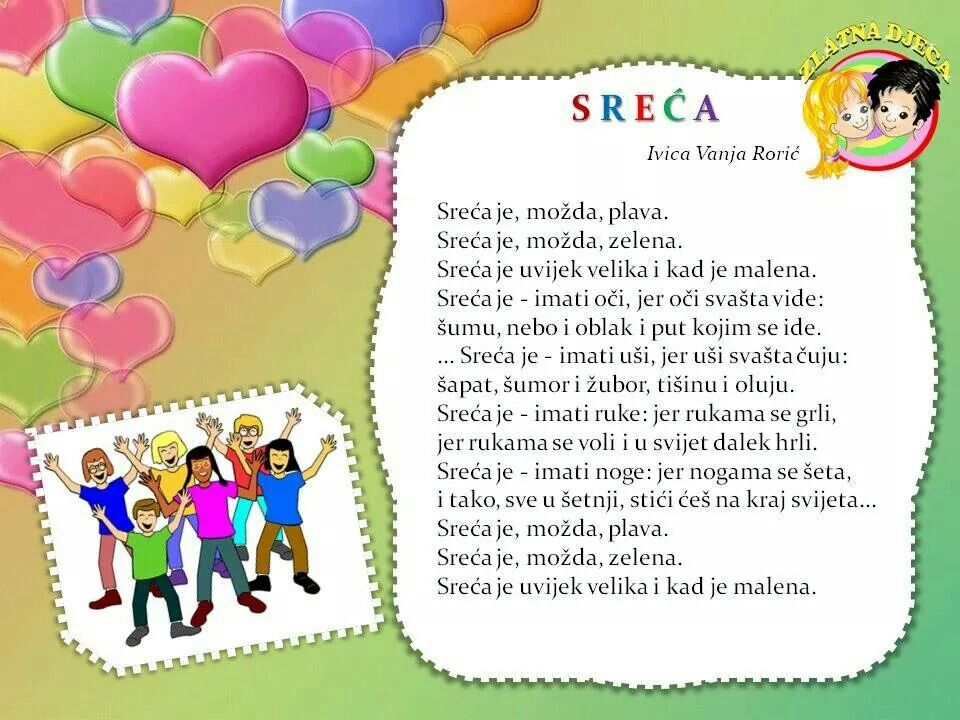 ZLATNA DJECA
SREĆA
Ivica Vanja Rorić
Sreća je, možda, plava.
Sreća je, možda, zelena.
Sreća je uvijek velika i kad je malena.
Sreća je - imati oči, jer oči svašta vide:
šumu, nebo i oblak i put kojim se ide.
... Sreća je - imati uši, jer uši svašta čuju:
šapat, šumor i žubor, tišinu i oluju.
Sreća je - imati ruke: jer rukama se grli,
jer rukama se voli i u svijet dalek hrli.
Sreća je - imati noge: jer nogama se šeta,
i tako, sve u šetnji, stići ćeš na kraj svijeta...
Sreća je, možda, plava.
Sreća je, možda, zelena.
Sreća je uvijek velika i kad je malena.